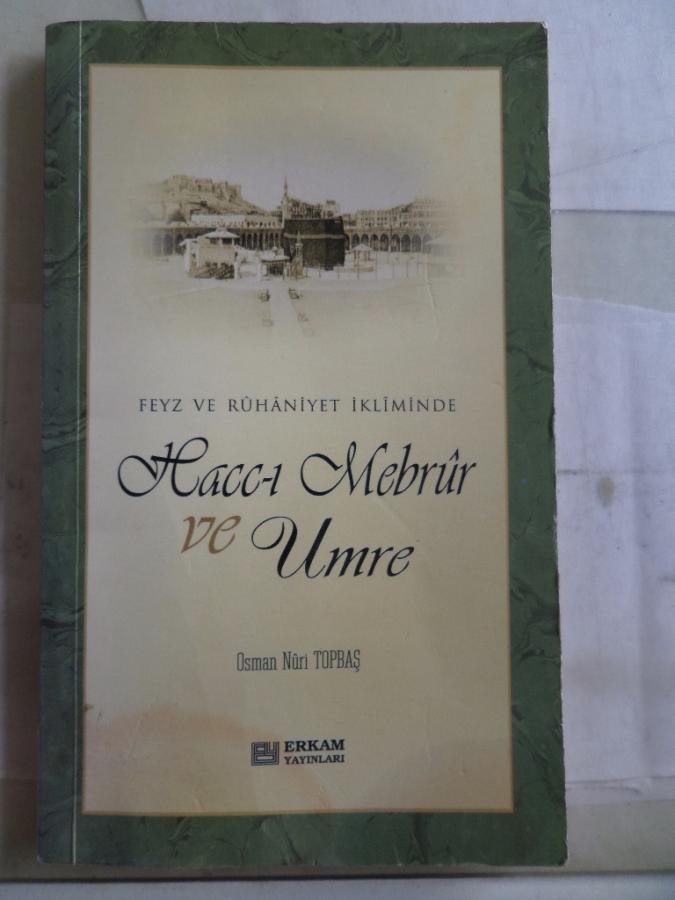 FEYZ VE RÛHÂNİYET İKLÎMİNDE
Hacc-ı Mebrûr
ve Umre
Osman Nûri TOPBAŞ
ERKAM
YAYINLARI